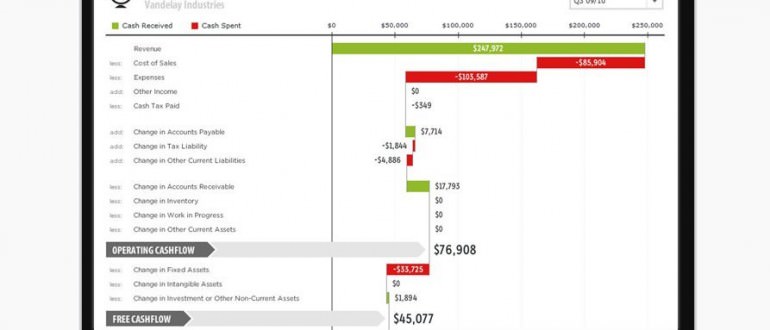 Vandelay Industries
Q3 09/10
Cash Received Cash Spent
$0 $50,000 $100,000 $150,000 $200,000 $250,000
Revenue $247,972
less: Cost of Sales -$85,904
less: Expenses -$103,587
add: Other Income $0
less: Cash Tax Paid -$349
add: Change in Accounts Payable $7,714
add: Change in Tax Liability -$1,844
add: Change in Other Current Liabilities -$4,886
less: Change in Accounts Receivable $17,793
less: Change in Inventory $0
less: Change in Work in Progress $0
less: Change in Other Current Assets $0
OPERATING CASHFLOW $76,908
less: Change in Fixed Assets -$33,725
less: Change in Intangible Assets $0
less: Change in Investment or Other Non-Current Assets $1,894
FREE CASHFLOW $45,077